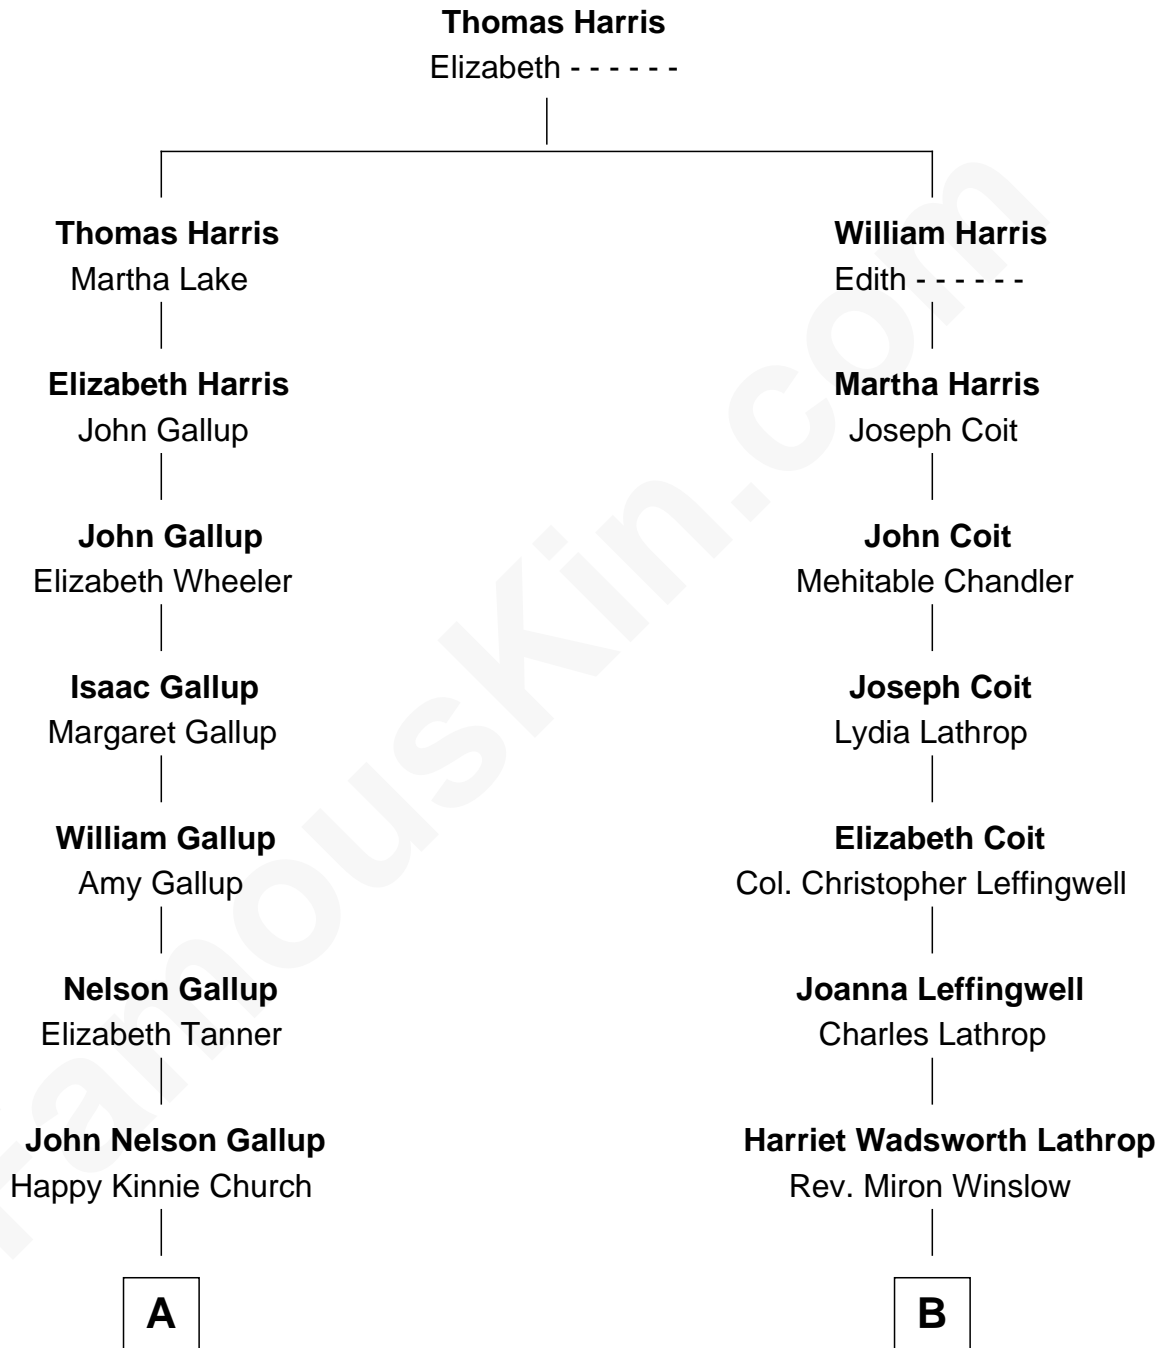 Thomas Harris
Elizabeth - - - - - -
Thomas Harris
Martha Lake
Elizabeth Harris
John Gallup
John Gallup
Elizabeth Wheeler
Isaac Gallup
Margaret Gallup
William Gallup
Amy Gallup
Nelson Gallup
Elizabeth Tanner
John Nelson Gallup
Happy Kinnie Church
A
William Harris
Edith - - - - - -
Martha Harris
Joseph Coit
John Coit
Mehitable Chandler
Joseph Coit
Lydia Lathrop
Elizabeth Coit
Col. Christopher Leffingwell
Joanna Leffingwell
Charles Lathrop
Harriet Wadsworth Lathrop
Rev. Miron Winslow
B
FamousKin.com